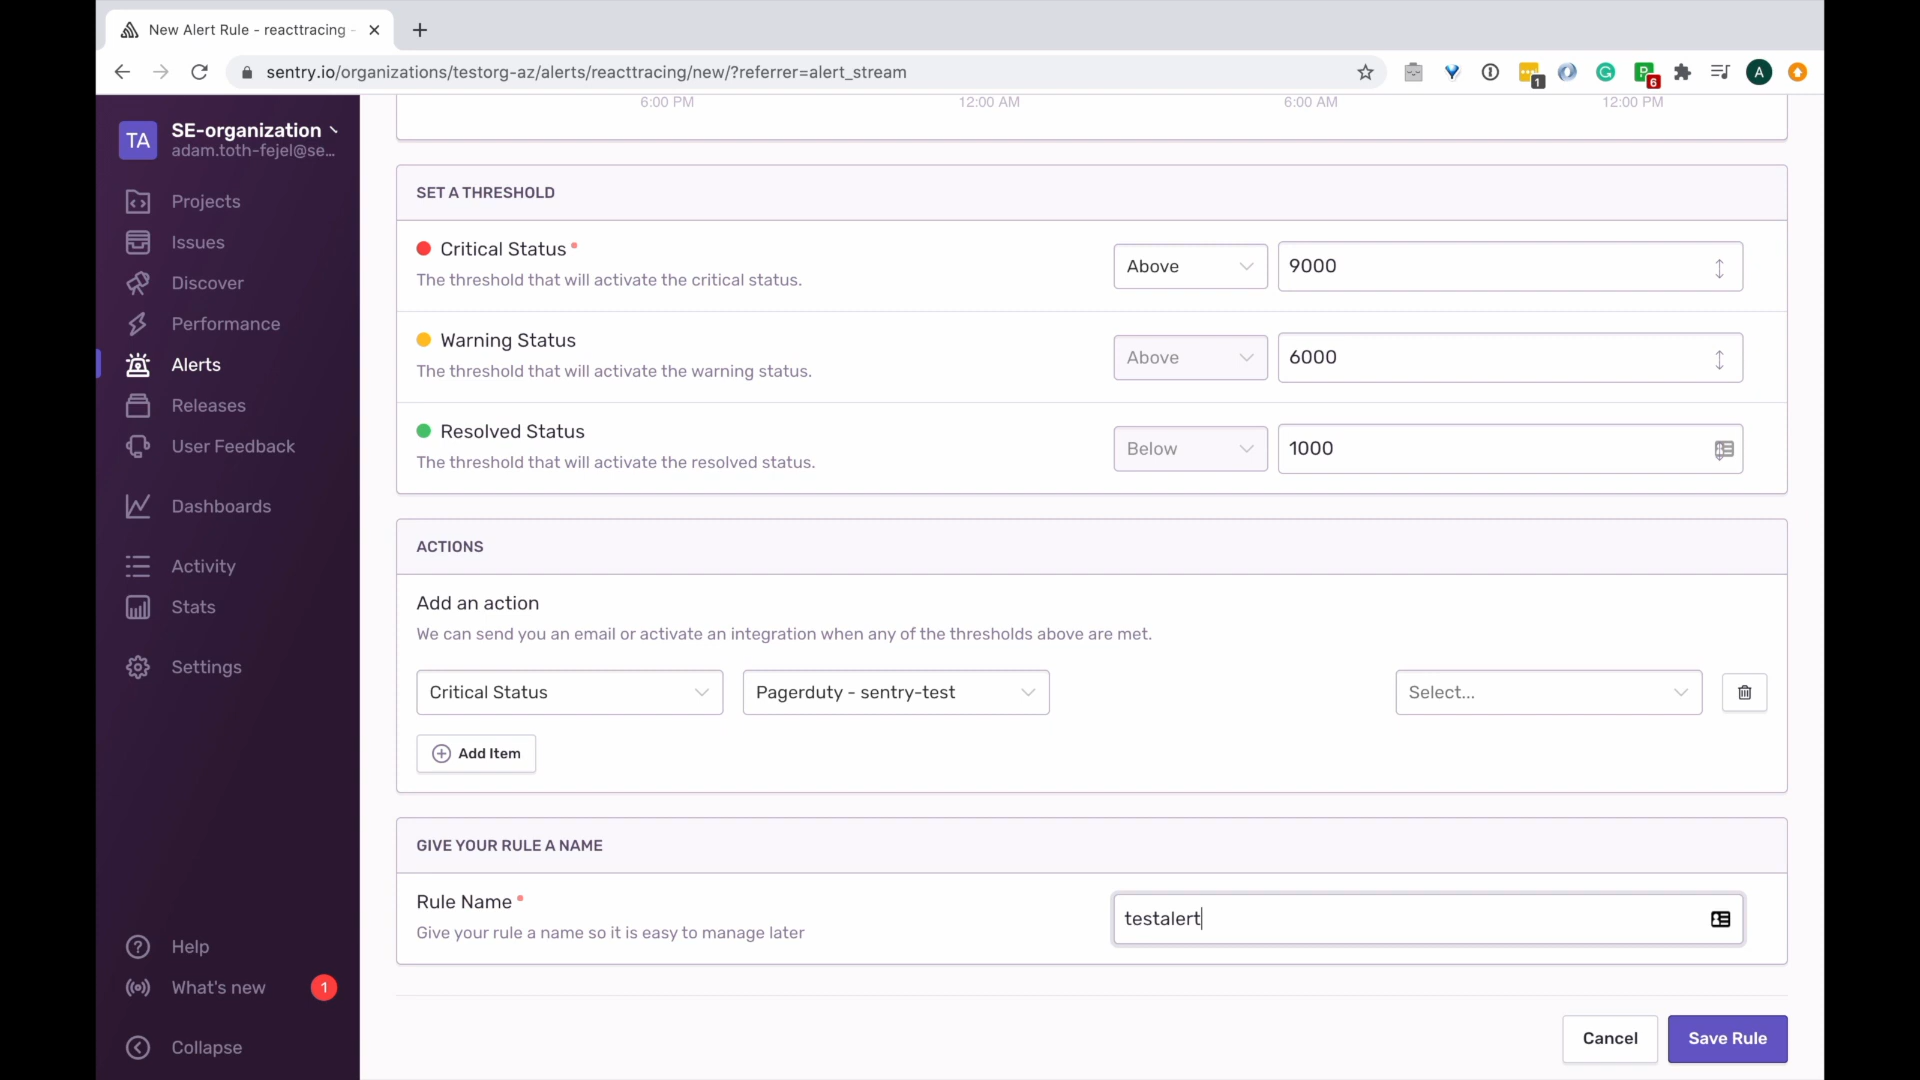 New Alert Rule - reacttracing -
sentry.io/organizations/testorg-az/alerts/reacttracing/new/?referrer=alert_stream
1
P
6
A
TA
SE-organization
adam.toth-fejel@se...
Projects
Issues
Discover
Performance
Alerts
Releases
User Feedback
Dashboards
Activity
Stats
Settings
Help
What's new
1
Collapse
6:00 PM 12:00 AM 6:00 AM 12:00 PM
SET A THRESHOLD
Critical Status *
Above
9000
The threshold that will activate the critical status.
Warning Status
Above
6000
The threshold that will activate the warning status.
Resolved Status
Below
1000
The threshold that will activate the resolved status.
ACTIONS
Add an action
We can send you an email or activate an integration when any of the thresholds above are met.
Critical Status
Pagerduty - sentry-test
Select...
Add Item
GIVE YOUR RULE A NAME
Rule Name *
testalert
Give your rule a name so it is easy to manage later
Cancel
Save Rule